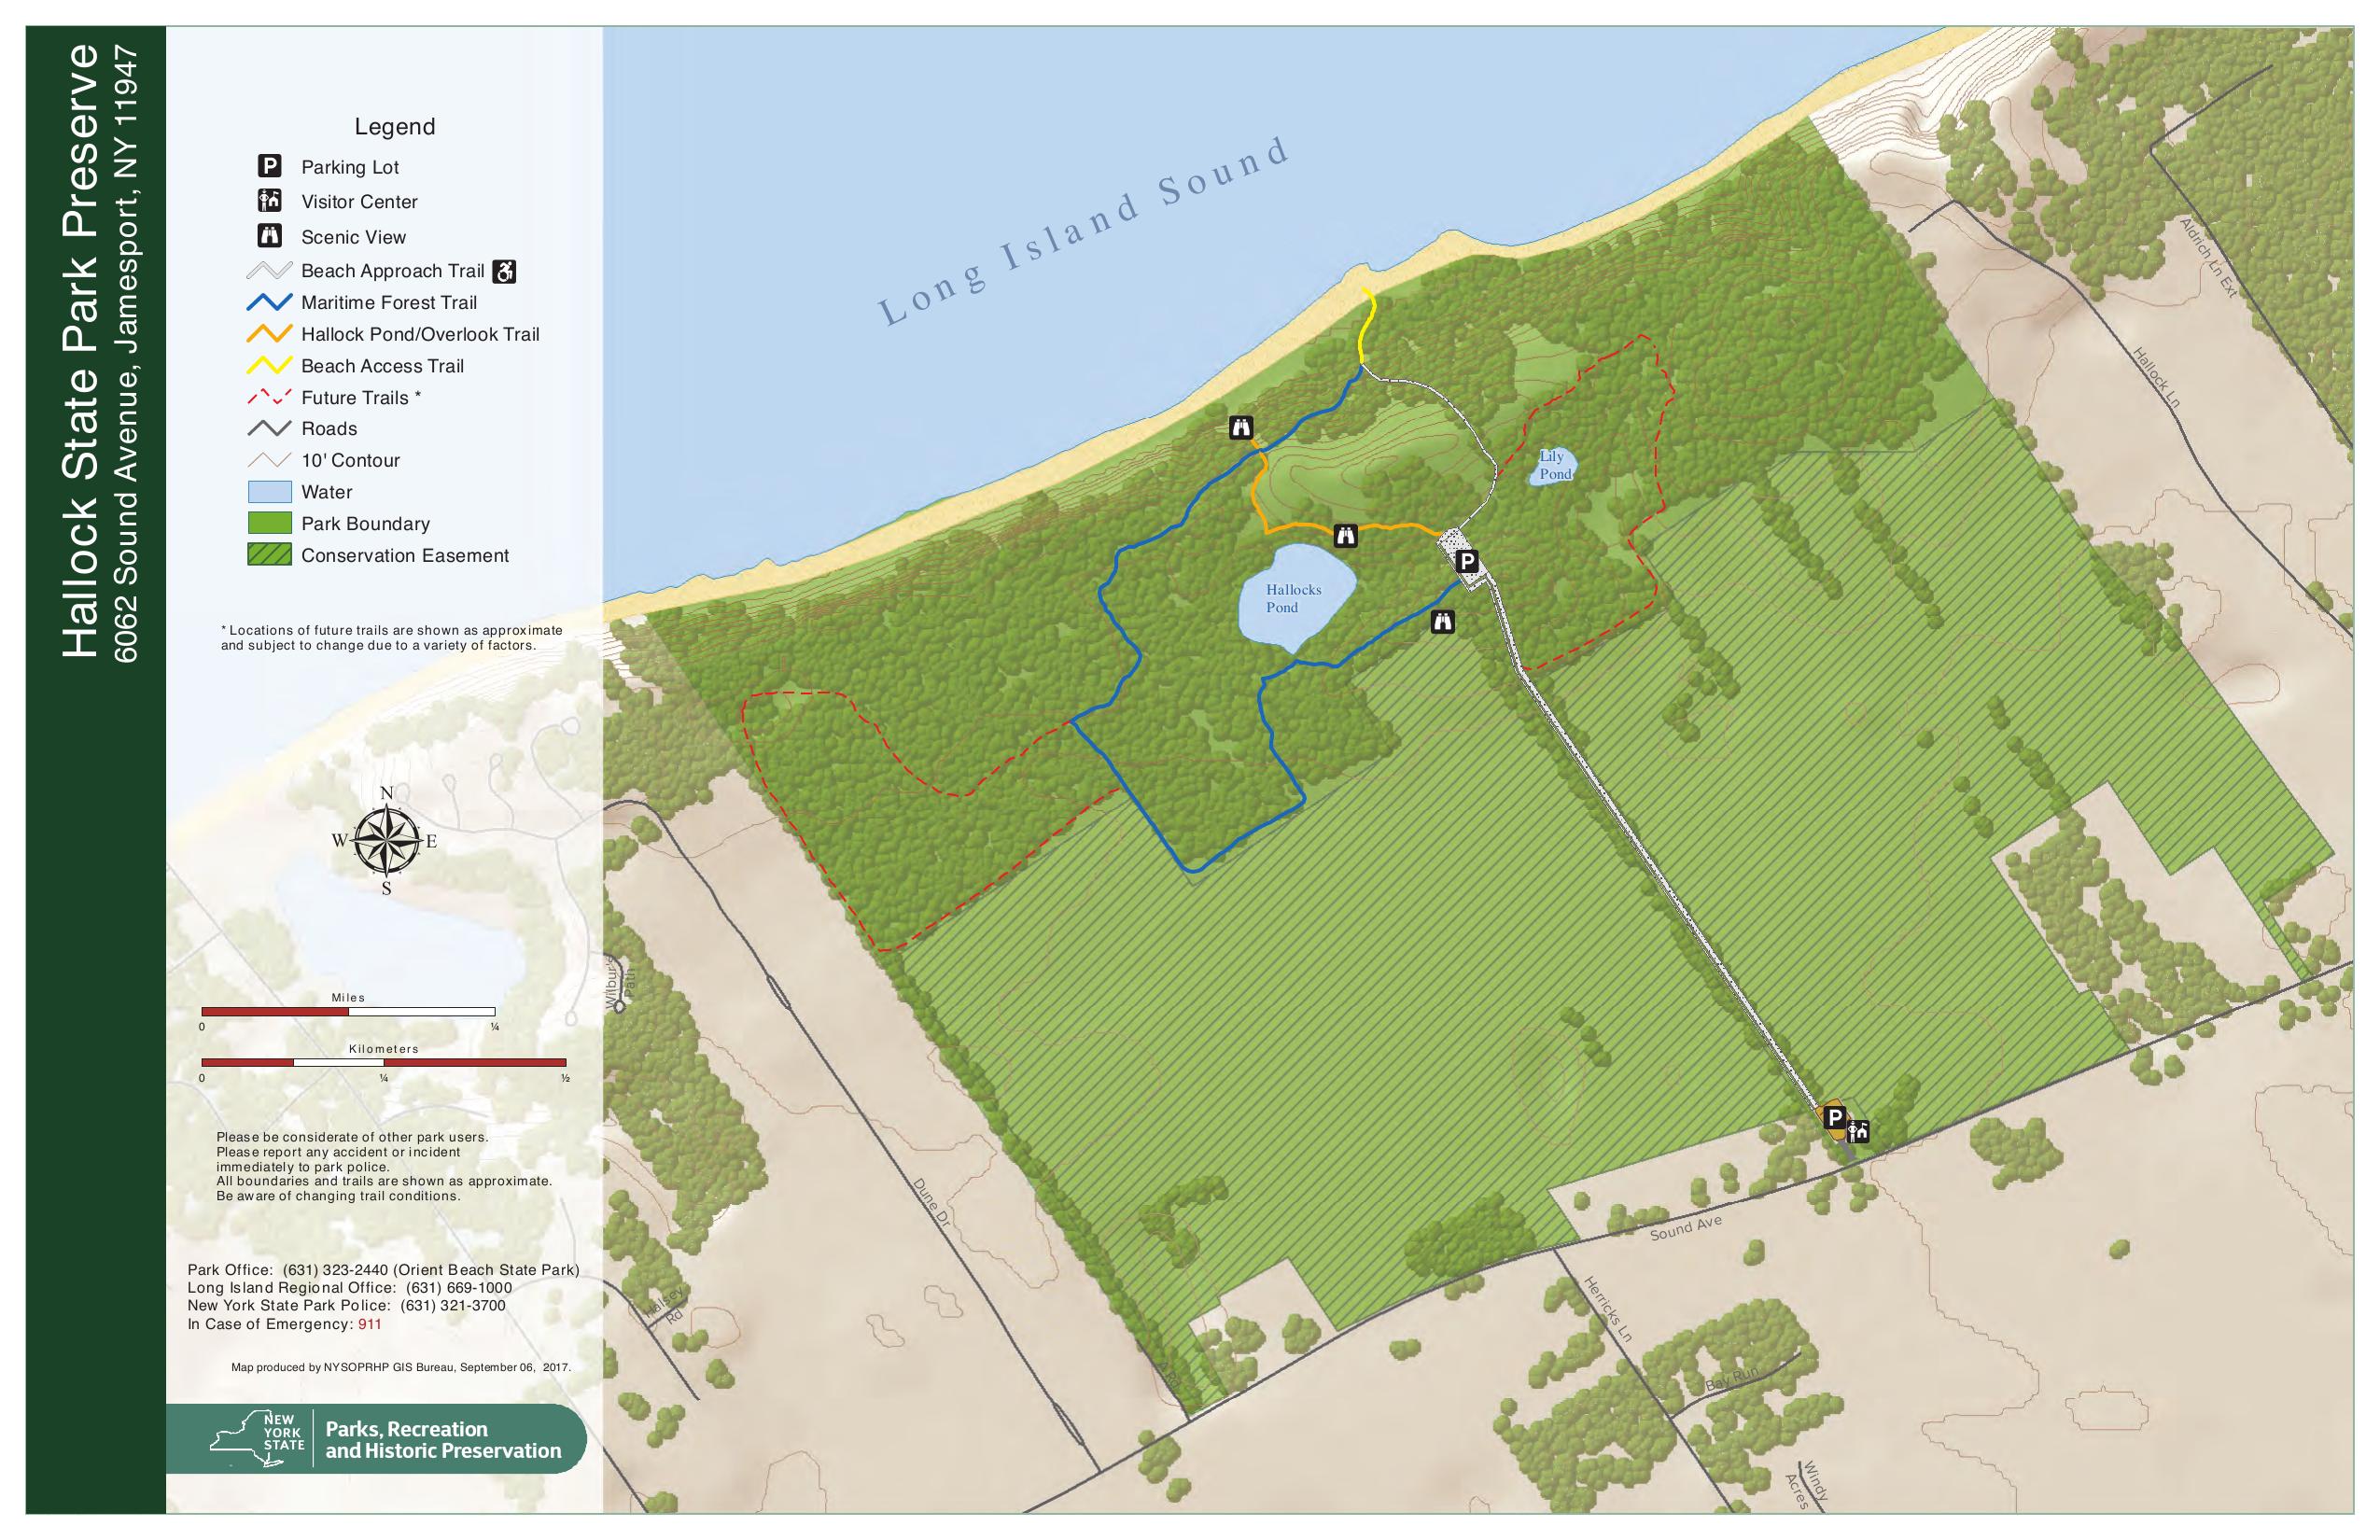 Hallock State Park Preserve
6062 Sound Avenue, Jamesport, NY 11947
Legend
P Parking Lot
Visitor Center
Scenic View
Beach Approach Trail
Maritime Forest Trail
Hallock Pond/Overlook Trail
Beach Access Trail
Future Trails *
Roads
10' Contour
Water
Park Boundary
Conservation Easement
* Locations of future trails are shown as approximate
and subject to change due to a variety of factors.
N
W E
S
Miles
0 ¼
Kilometers
0 ¼ ½
Please be considerate of other park users.
Please report any accident or incident
immediately to park police.
All boundaries and trails are shown as approximate.
Be aware of changing trail conditions.
Park Office: (631) 323-2440 (Orient Beach State Park)
Long Island Regional Office: (631) 669-1000
New York State Park Police: (631) 321-3700
In Case of Emergency: 911
Map produced by NYSOPRHP GIS Bureau, September 06, 2017.
NEW
YORK
STATE
Parks, Recreation
and Historic Preservation
Long Island Sound
Aldrich Ln Ext
Hallock Ln
Lily
Pond
P
Hallocks
Pond
Wilbur's
Path
P
Dune Dr
Sound Ave
Halsey
Rd
Herricks Ln
Bay Run
Windy
Acres